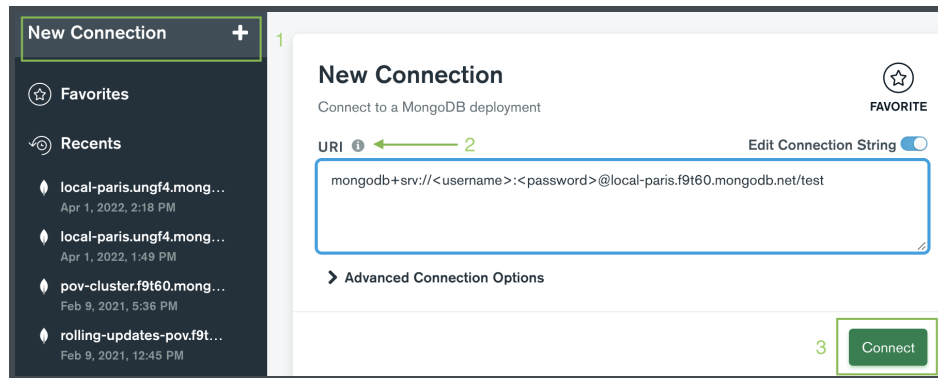 New Connection +
1
Favorites
Recents
local-paris.ungf4.mong...
Apr 1, 2022, 2:18 PM
local-paris.ungf4.mong...
Apr 1, 2022, 1:49 PM
pov-cluster.f9t60.mong...
Feb 9, 2021, 5:36 PM
rolling-updates-pov.f9t...
Feb 9, 2021, 12:45 PM
New Connection
Connect to a MongoDB deployment
FAVORITE
URI i 2 Edit Connection String
mongodb+srv://<username>:<password>@local-paris.f9t60.mongodb.net/test
Advanced Connection Options
3 Connect